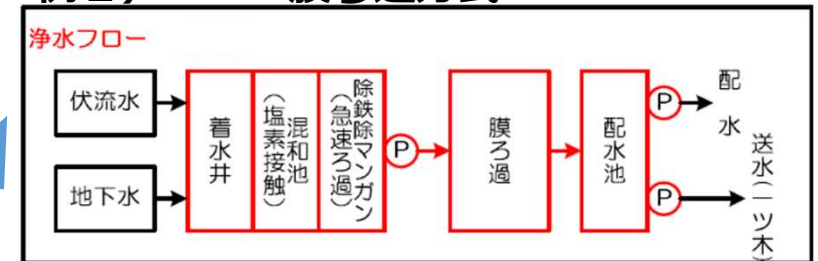 浄水フロー
伏流水
地下水
着水井
混和池
(塩素接触)
除鉄除マンガン
(急速ろ過)
P
膜ろ過
配水池
P
配水
P
送水(一ツ木)